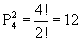 P₄² = 4!/2! = 12